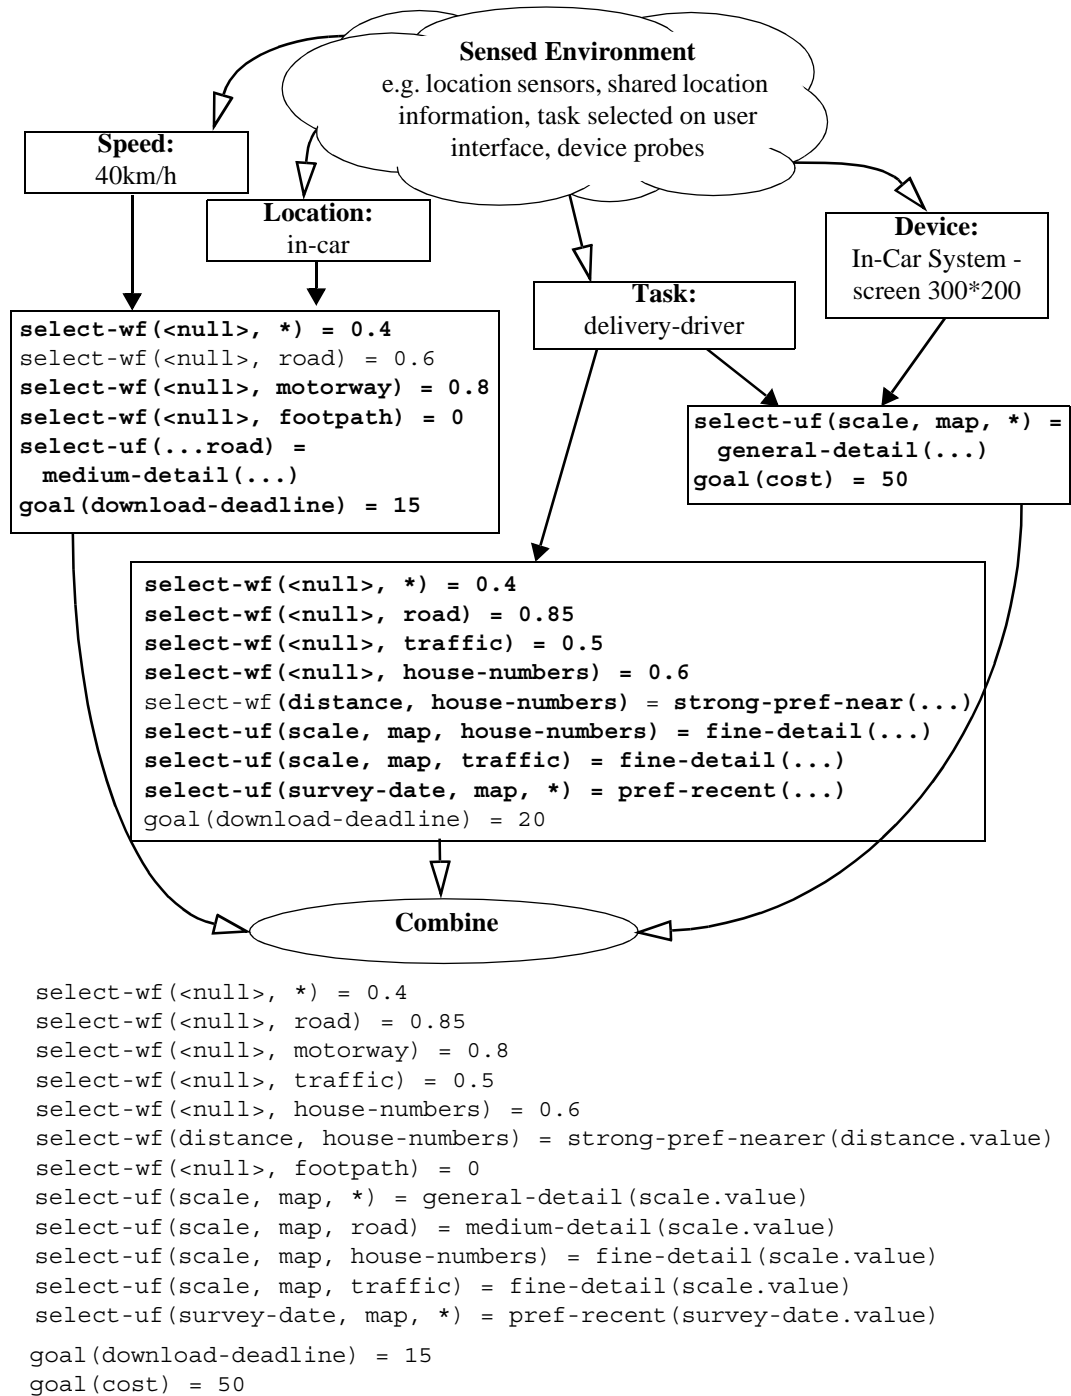 Sensed Environment
e.g. location sensors, shared location
information, task selected on user
interface, device probes
Speed:
40km/h
Location:
in-car
Device:
In-Car System -
screen 300*200
Task:
delivery-driver
select-wf(<null>, *) = 0.4
select-wf(<null>, road) = 0.6
select-wf(<null>, motorway) = 0.8
select-wf(<null>, footpath) = 0
select-uf(...road) =
medium-detail(...)
goal(download-deadline) = 15
select-uf(scale, map, *) =
general-detail(...)
goal(cost) = 50
select-wf(<null>, *) = 0.4
select-wf(<null>, road) = 0.85
select-wf(<null>, traffic) = 0.5
select-wf(<null>, house-numbers) = 0.6
select-wf(distance, house-numbers) = strong-pref-near(...)
select-uf(scale, map, house-numbers) = fine-detail(...)
select-uf(scale, map, traffic) = fine-detail(...)
select-uf(survey-date, map, *) = pref-recent(...)
goal(download-deadline) = 20
Combine
select-wf(<null>, *) = 0.4
select-wf(<null>, road) = 0.85
select-wf(<null>, motorway) = 0.8
select-wf(<null>, traffic) = 0.5
select-wf(<null>, house-numbers) = 0.6
select-wf(distance, house-numbers) = strong-pref-nearer(distance.value)
select-wf(<null>, footpath) = 0
select-uf(scale, map, *) = general-detail(scale.value)
select-uf(scale, map, road) = medium-detail(scale.value)
select-uf(scale, map, house-numbers) = fine-detail(scale.value)
select-uf(scale, map, traffic) = fine-detail(scale.value)
select-uf(survey-date, map, *) = pref-recent(survey-date.value)
goal(download-deadline) = 15
goal(cost) = 50